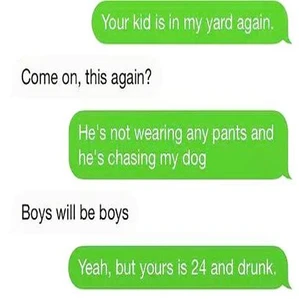 Your kid is in my yard again.
Come on, this again?
He's not wearing any pants and
he's chasing my dog
Boys will be boys
Yeah, but yours is 24 and drunk.